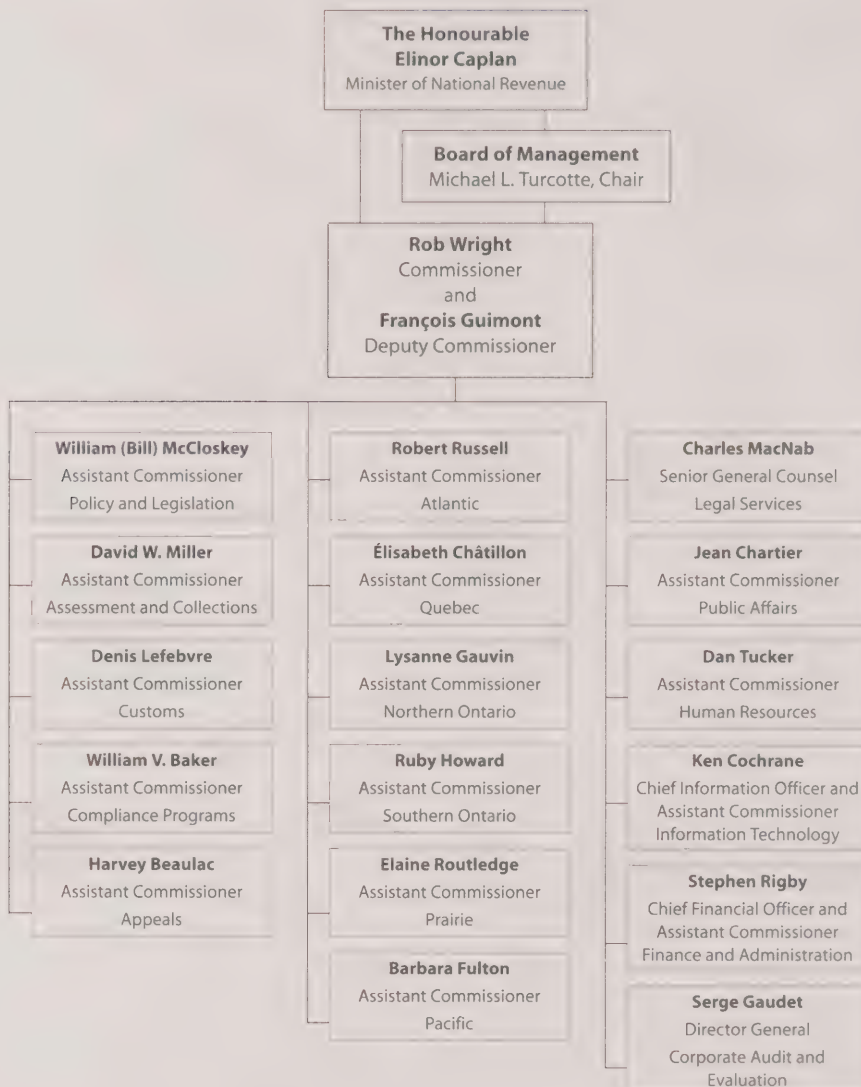 The Honourable
Elinor Caplan
Minister of National Revenue
Board of Management
Michael L. Turcotte, Chair
Rob Wright
Commissioner
and
François Guimont
Deputy Commissioner
William (Bill) McCloskey
Assistant Commissioner
Policy and Legislation
David W. Miller
Assistant Commissioner
Assessment and Collections
Denis Lefebvre
Assistant Commissioner
Customs
William V. Baker
Assistant Commissioner
Compliance Programs
Harvey Beaulac
Assistant Commissioner
Appeals
Robert Russell
Assistant Commissioner
Atlantic
Élisabeth Châtillon
Assistant Commissioner
Quebec
Lysanne Gauvin
Assistant Commissioner
Northern Ontario
Ruby Howard
Assistant Commissioner
Southern Ontario
Elaine Routledge
Assistant Commissioner
Prairie
Barbara Fulton
Assistant Commissioner
Pacific
Charles MacNab
Senior General Counsel
Legal Services
Jean Chartier
Assistant Commissioner
Public Affairs
Dan Tucker
Assistant Commissioner
Human Resources
Ken Cochrane
Chief Information Officer and
Assistant Commissioner
Information Technology
Stephen Rigby
Chief Financial Officer and
Assistant Commissioner
Finance and Administration
Serge Gaudet
Director General
Corporate Audit and
Evaluation